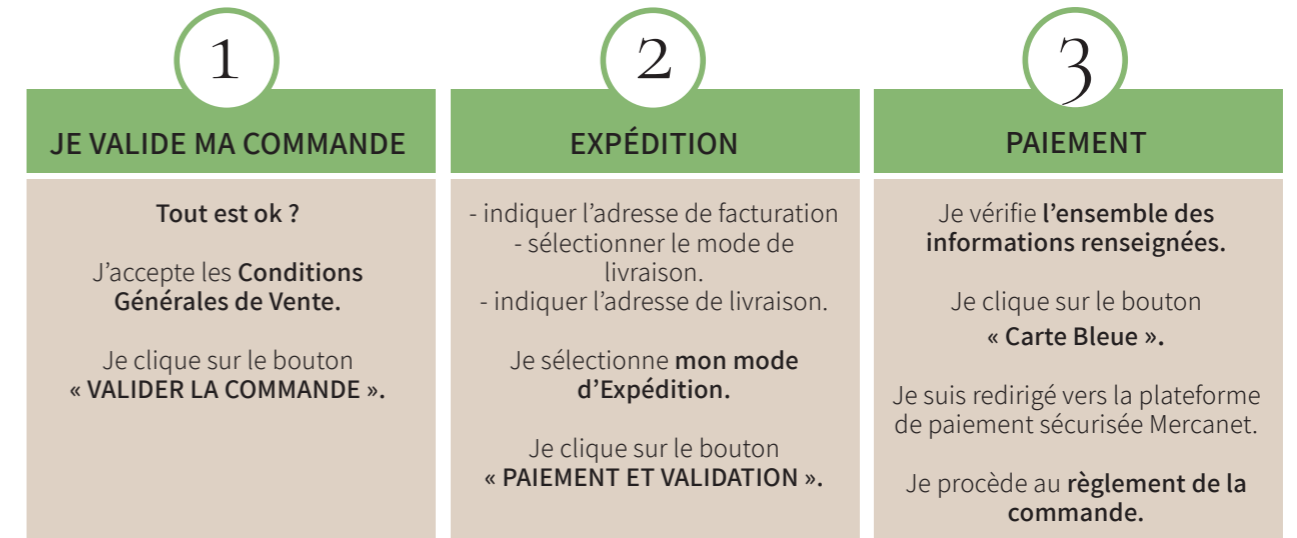 1
JE VALIDE MA COMMANDE
Tout est ok ?
J’accepte les Conditions
Générales de Vente.
Je clique sur le bouton
« VALIDER LA COMMANDE ».
2
EXPÉDITION
- indiquer l’adresse de facturation
- sélectionner le mode de
livraison.
- indiquer l’adresse de livraison.
Je sélectionne mon mode
d’Expédition.
Je clique sur le bouton
« PAIEMENT ET VALIDATION ».
3
PAIEMENT
Je vérifie l’ensemble des
informations renseignées.
Je clique sur le bouton
« Carte Bleue ».
Je suis redirigé vers la plateforme
de paiement sécurisée Mercanet.
Je procède au règlement de la
commande.